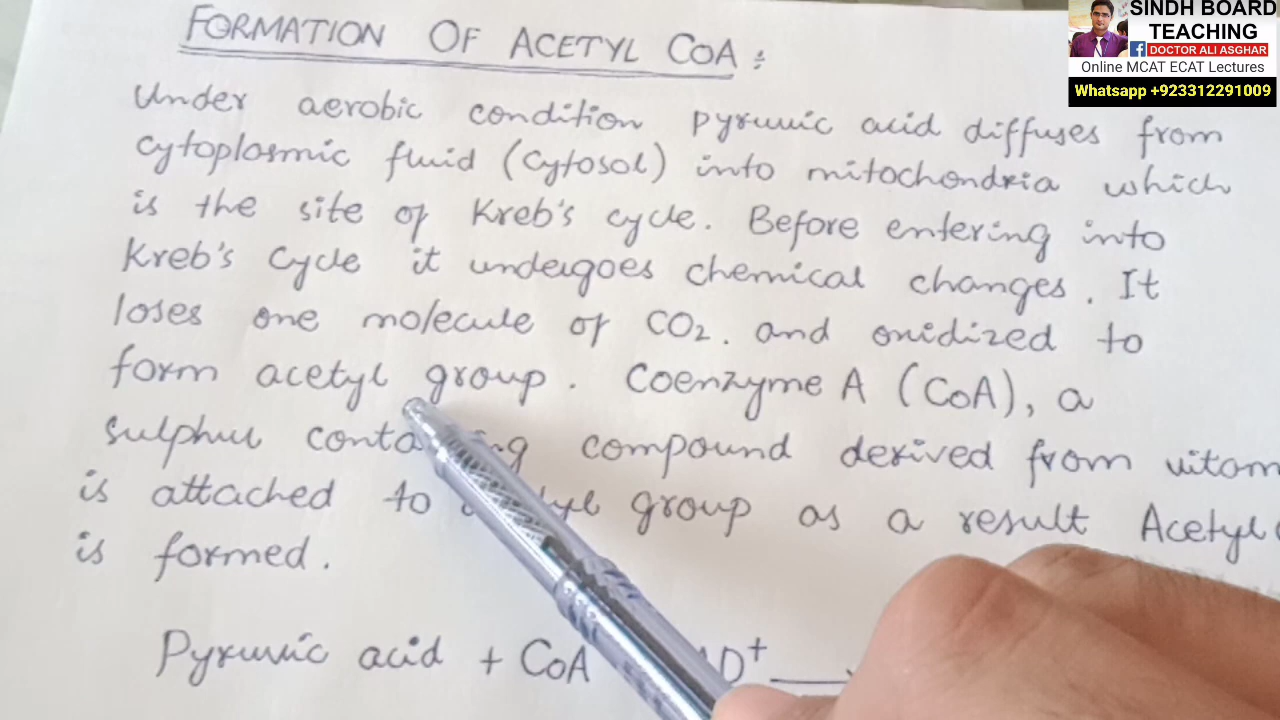 FORMATION OF ACETYL COA :
Under aerobic condition pyruvic acid diffuses from
cytoplasmic fluid (Cytosol) into mitochondria which
is the site of Kreb's cycle. Before entering into
Kreb's Cycle it undergoes chemical changes. It
loses one molecule of CO2. and oxidized to
form acetyl group. Coenzyme A (CoA), a
sulphur compound derived from
is attached to group as a result Acetyl
is formed.
Pyruvic acid + CoA
SINDH BOARD
TEACHING
f DOCTOR ALI ASGHAR
Online MCAT ECAT Lectures
Whatsapp +923312291009